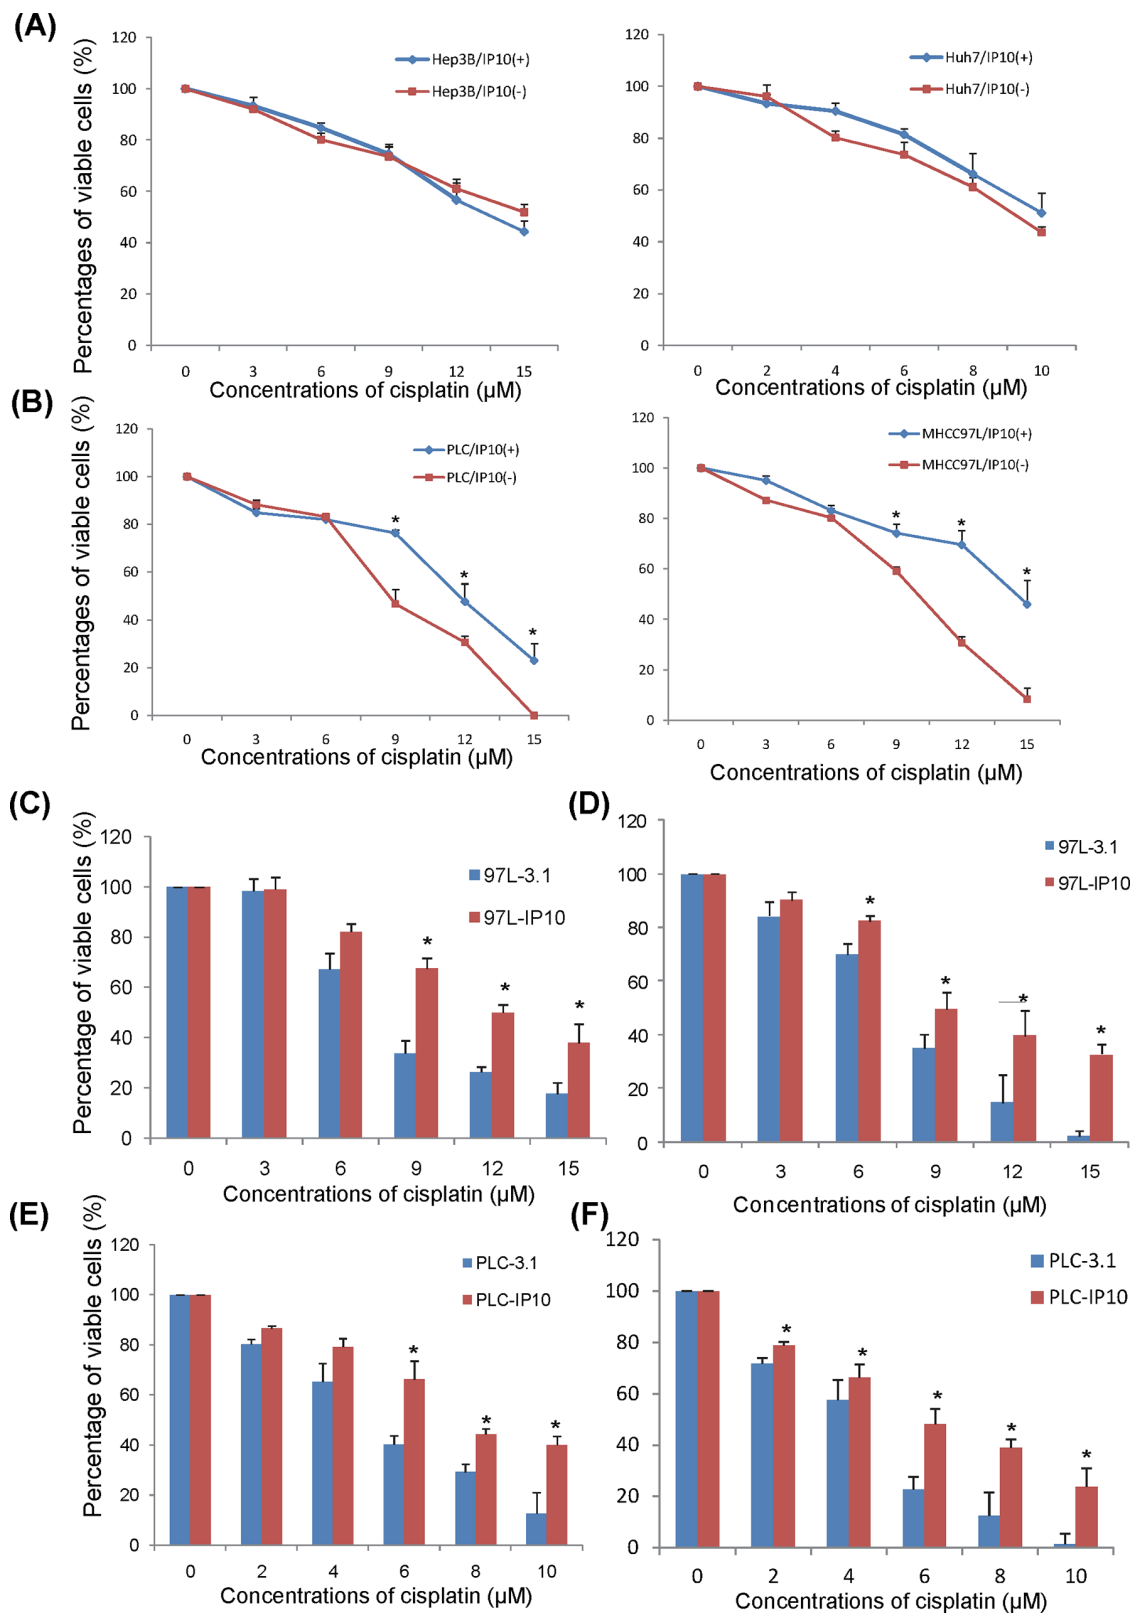 (A)
Percentages of viable cells (%)
120
100
80
60
40
20
0
0 3 6 9 12 15
Concentrations of cisplatin (µM)
Hep3B/IP10(+)
Hep3B/IP10(-)
120
100
80
60
40
20
0
0 2 4 6 8 10
Concentrations of cisplatin (µM)
Huh7/IP10(+)
Huh7/IP10(-)
(B)
Percentages of viable cells (%)
120
100
80
60
40
20
0
0 3 6 9 12 15
Concentrations of cisplatin (µM)
PLC/IP10(+)
PLC/IP10(-)
* * *
120
100
80
60
40
20
0
0 3 6 9 12 15
Concentrations of cisplatin (µM)
MHCC97L/IP10(+)
MHCC97L/IP10(-)
* * *
(C)
Percentage of viable cells (%)
120
100
80
60
40
20
0
0 3 6 9 12 15
Concentrations of cisplatin (µM)
97L-3.1
97L-IP10
* * *
(D)
120
100
80
60
40
20
0
0 3 6 9 12 15
Concentrations of cisplatin (µM)
97L-3.1
97L-IP10
* * * *
(E)
Percentage of viable cells (%)
120
100
80
60
40
20
0
0 2 4 6 8 10
Concentrations of cisplatin (µM)
PLC-3.1
PLC-IP10
* * *
(F)
120
100
80
60
40
20
0
0 2 4 6 8 10
Concentrations of cisplatin (µM)
PLC-3.1
PLC-IP10
* * * * *